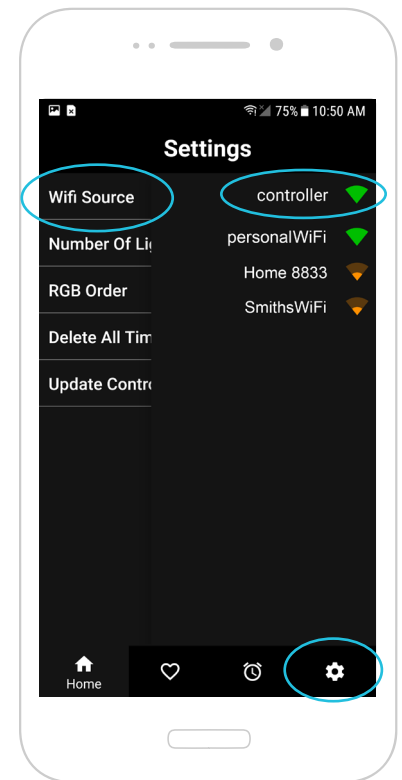 75% 10:50 AM
Settings
Wifi Source
controller
Number Of Li
personalWiFi
RGB Order
Home 8833
SmithsWiFi
Delete All Tim
Update Contro
Home